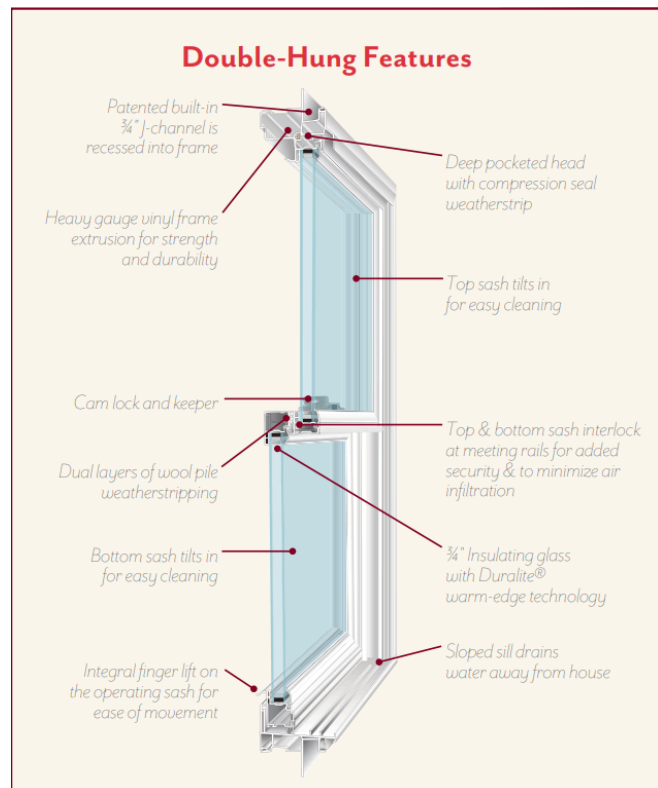 Double-Hung Features
Patented built-in
¾" J-channel is
recessed into frame
Deep pocketed head
with compression seal
weatherstrip
Heavy gauge vinyl frame
extrusion for strength
and durability
Top sash tilts in
for easy cleaning
Cam lock and keeper
Top & bottom sash interlock
at meeting rails for added
security & to minimize air
infiltration
Dual layers of wool pile
weatherstripping
Bottom sash tilts in
for easy cleaning
¾" Insulating glass
with Duralite®
warm-edge technology
Sloped sill drains
water away from house
Integral finger lift on
the operating sash for
ease of movement